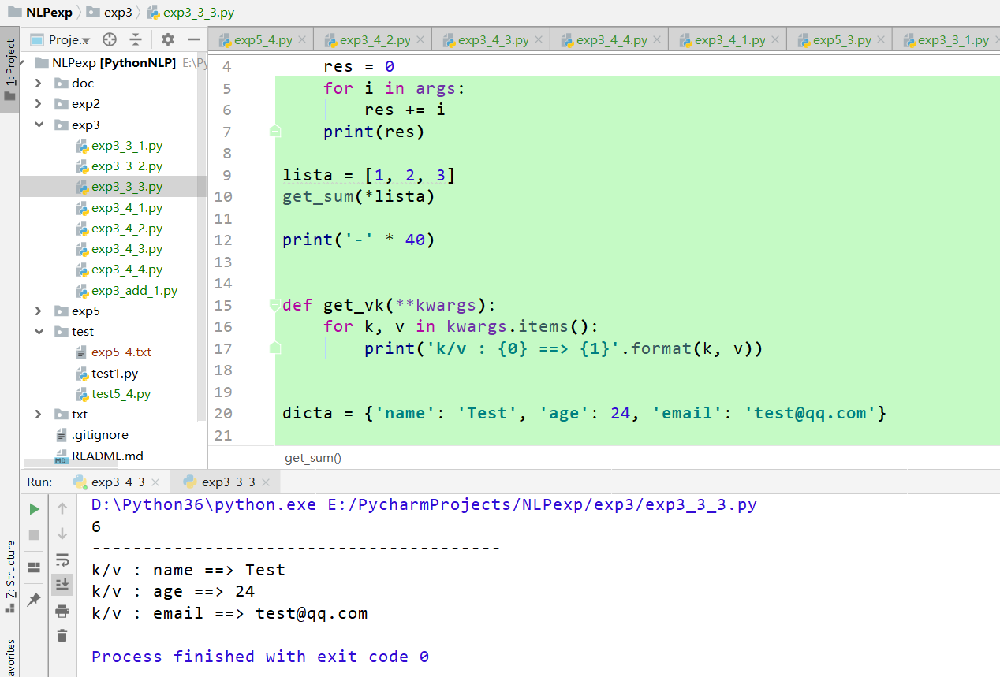 NLPexp exp3 exp3_3_3.py
1: Project
Proje...
exp5_4.py exp3_4_2.py exp3_4_3.py exp3_4_4.py exp3_4_1.py exp5_3.py exp3_3_1.py
NLPexp [PythonNLP] E:\Py
doc
exp2
exp3
exp3_3_1.py
exp3_3_2.py
exp3_3_3.py
exp3_4_1.py
exp3_4_2.py
exp3_4_3.py
exp3_4_4.py
exp3_add_1.py
exp5
test
exp5_4.txt
test1.py
test5_4.py
txt
.gitignore
README.md
4 res = 0
5 for i in args:
6 res += i
7 print(res)
8
9 lista = [1, 2, 3]
10 get_sum(*lista)
11
12 print('-' * 40)
13
14
15 def get_vk(**kwargs):
16 for k, v in kwargs.items():
17 print('k/v : {0} ==> {1}'.format(k, v))
18
19
20 dicta = {'name': 'Test', 'age': 24, 'email': 'test@qq.com'}
21
get_sum()
Run: exp3_4_3 exp3_3_3
D:\Python36\python.exe E:/PycharmProjects/NLPexp/exp3/exp3_3_3.py
6
----------------------------------------
k/v : name ==> Test
k/v : age ==> 24
k/v : email ==> test@qq.com
Process finished with exit code 0
7: Structure
avorites